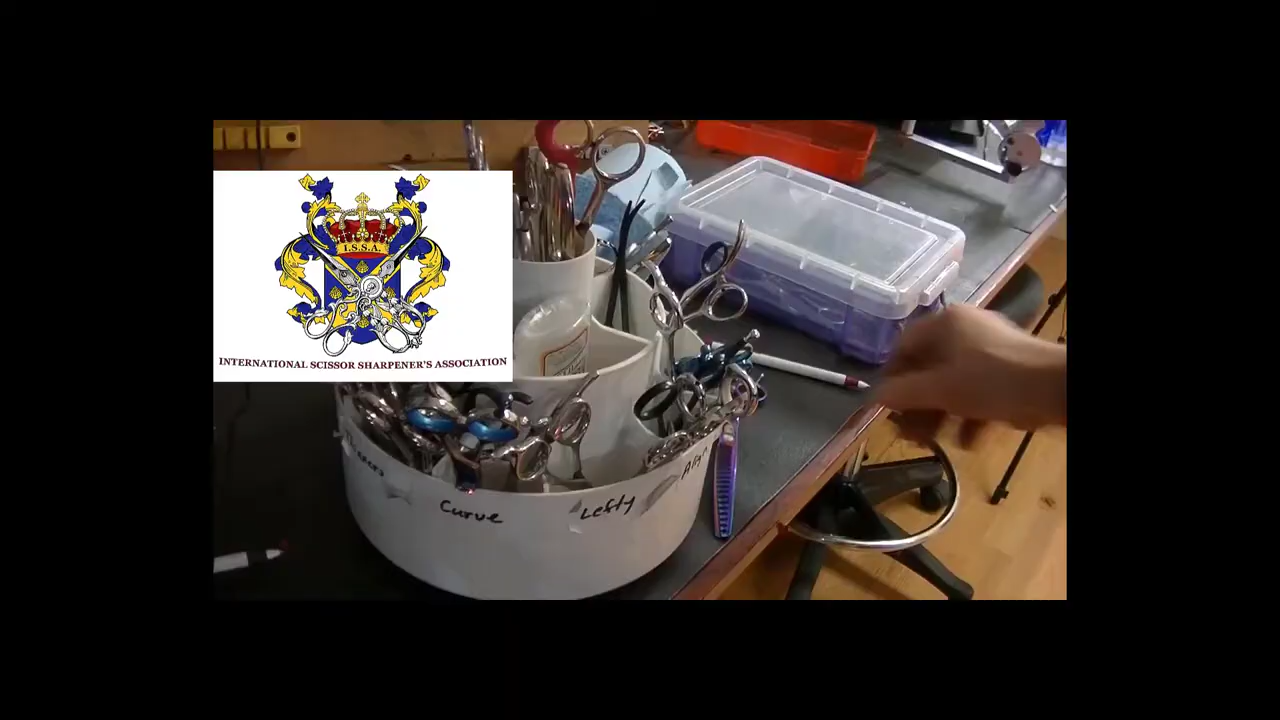 I.S.S.A.
INTERNATIONAL SCISSOR SHARPENER'S ASSOCIATION
Curve
Lefty